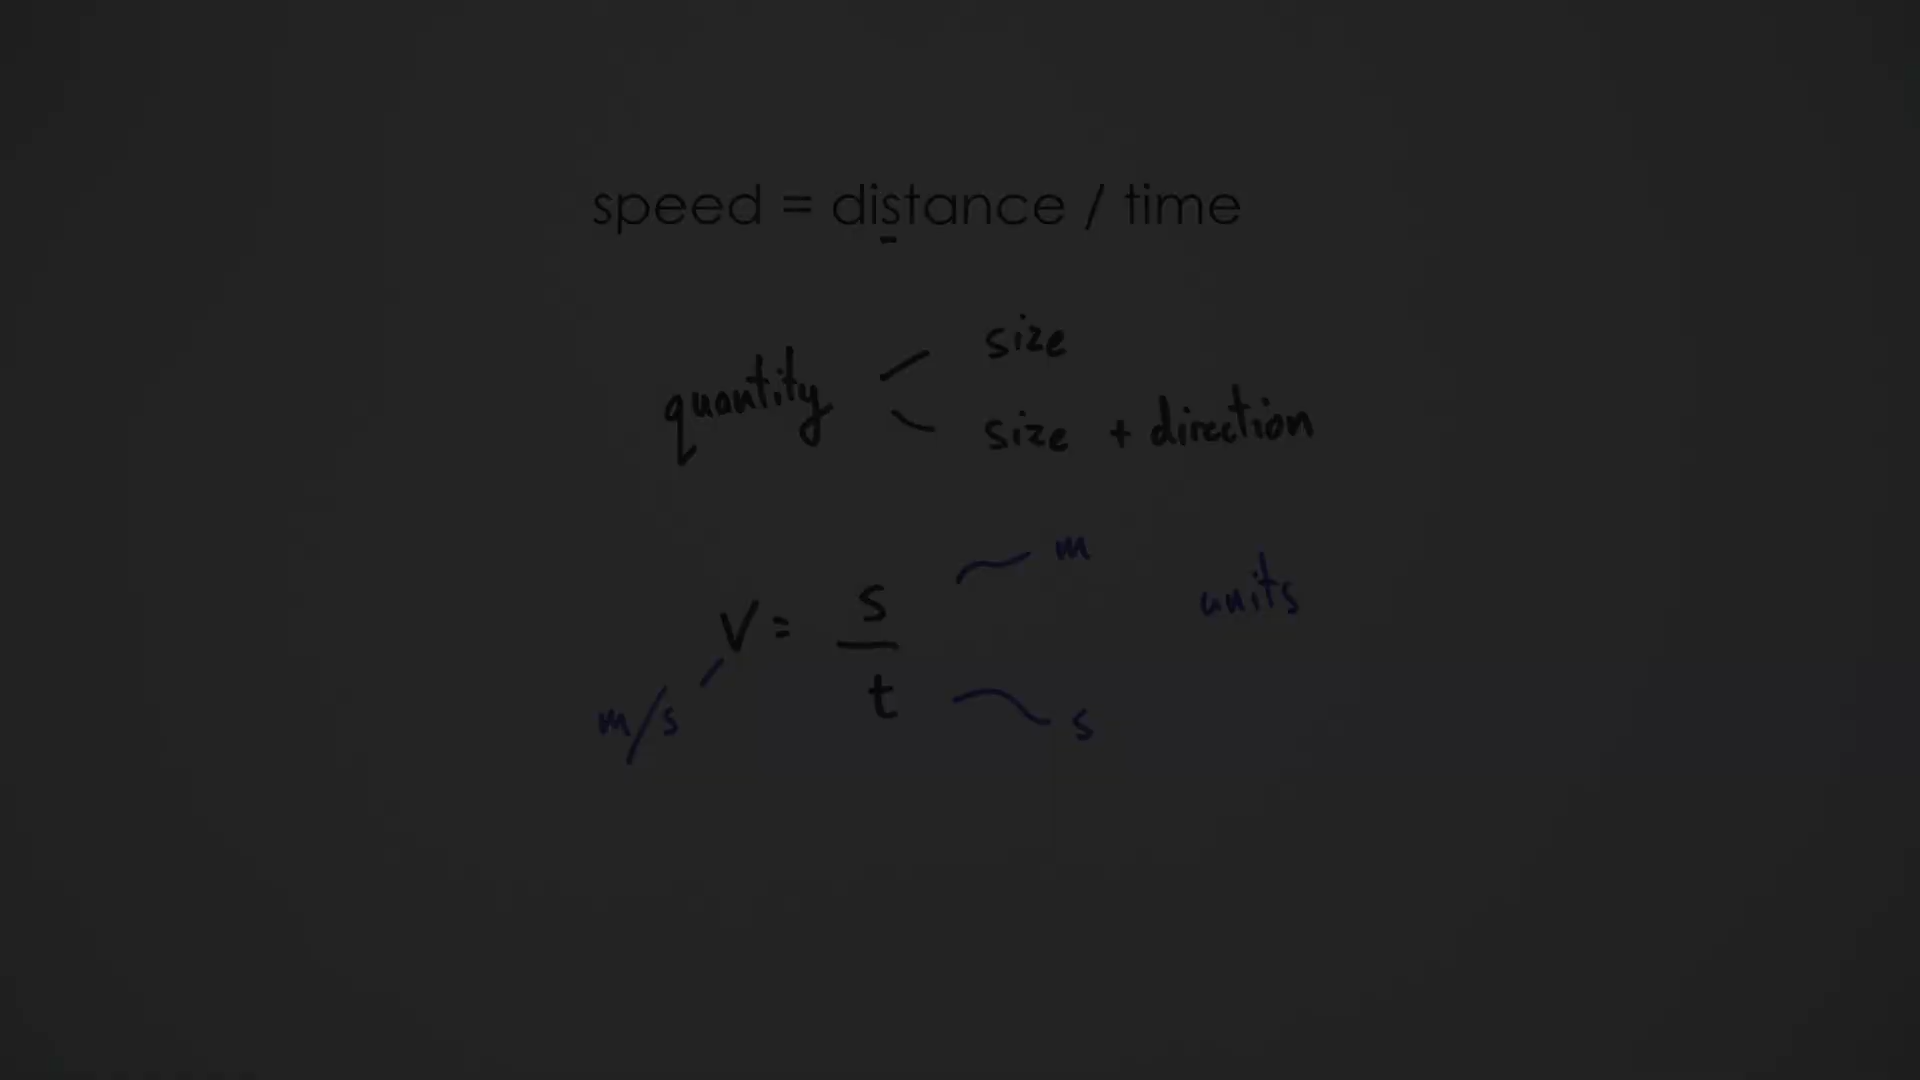 speed = distance / time
size
quantity
size + direction
m
units
v = s
t
m/s
s